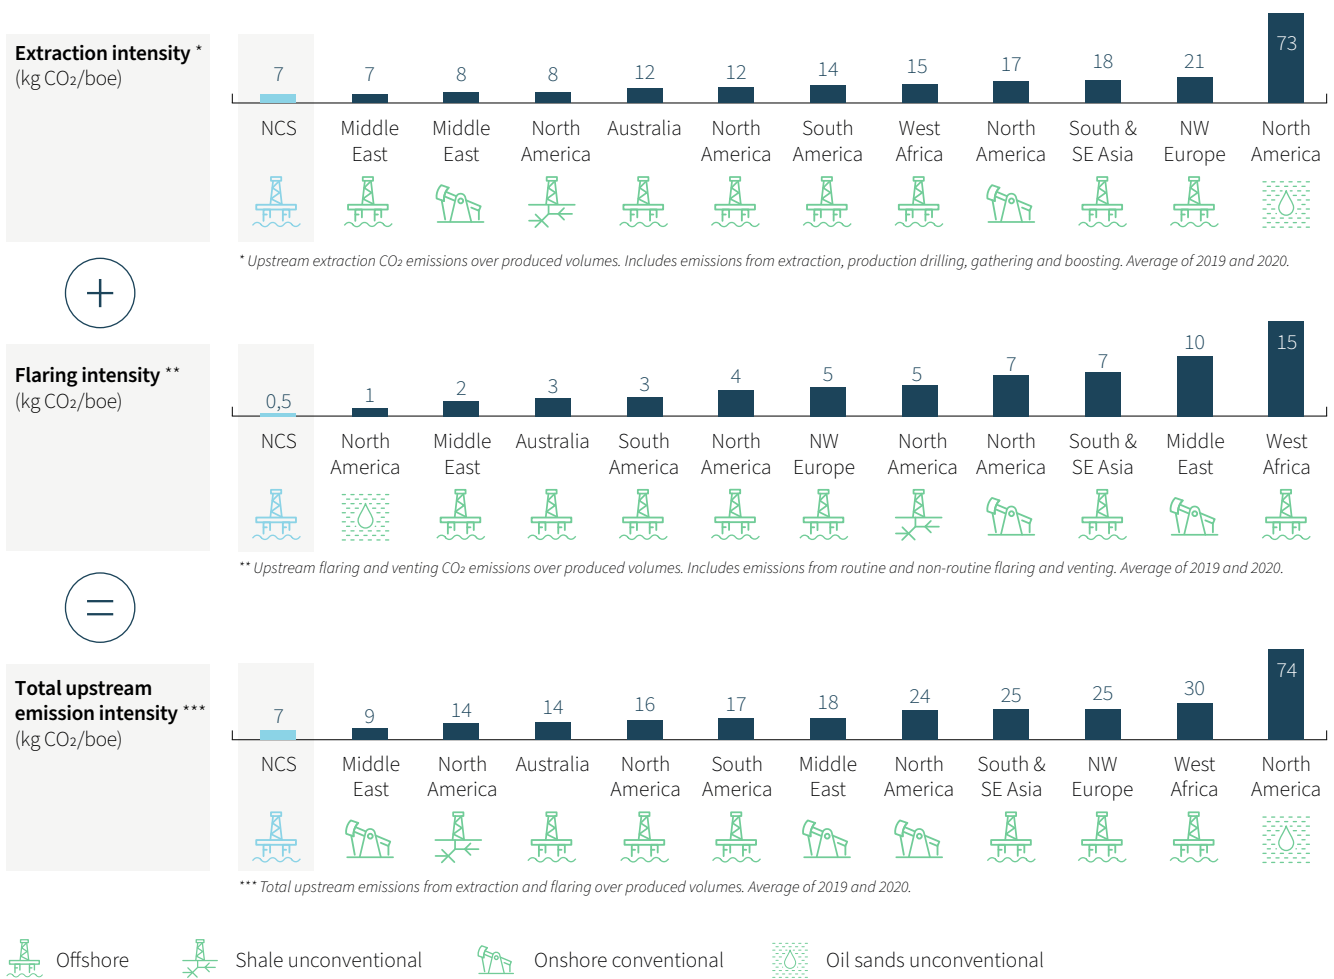 Extraction intensity *
(kg CO₂/boe)
7 7 8 8 12 12 14 15 17 18 21 73
NCS Middle Middle North Australia North South West North South & NW North
East East America America America Africa America SE Asia Europe America
* Upstream extraction CO₂ emissions over produced volumes. Includes emissions from extraction, production drilling, gathering and boosting. Average of 2019 and 2020.
+
Flaring intensity **
(kg CO₂/boe)
0,5 1 2 3 3 4 5 5 7 7 10 15
NCS North Middle Australia South North NW North North South & Middle West
America East America America Europe America America SE Asia East Africa
** Upstream flaring and venting CO₂ emissions over produced volumes. Includes emissions from routine and non-routine flaring and venting. Average of 2019 and 2020.
=
Total upstream
emission intensity ***
(kg CO₂/boe)
7 9 14 14 16 17 18 24 25 25 30 74
NCS Middle North Australia North South Middle North South & NW West North
East America America America East America SE Asia Europe Africa America
*** Total upstream emissions from extraction and flaring over produced volumes. Average of 2019 and 2020.
Offshore Shale unconventional Onshore conventional Oil sands unconventional